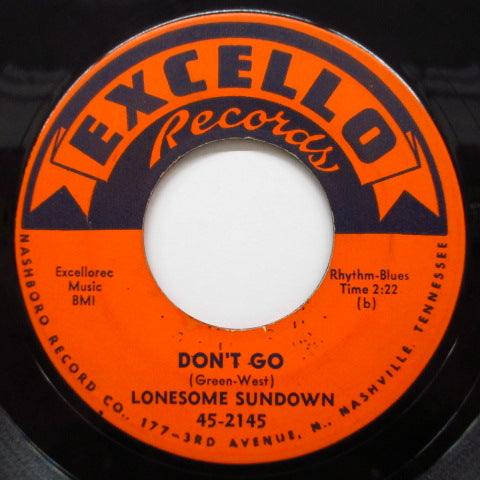 EXCELLO
Records
Excellorec
Music
BMI
Rhythm-Blues
Time 2:22
(b)
DON'T GO
(Green-West)
LONESOME SUNDOWN
45-2145
NASHBORO RECORD CO., 177-3RD AVENUE, N., NASHVILLE, TENNESSEE